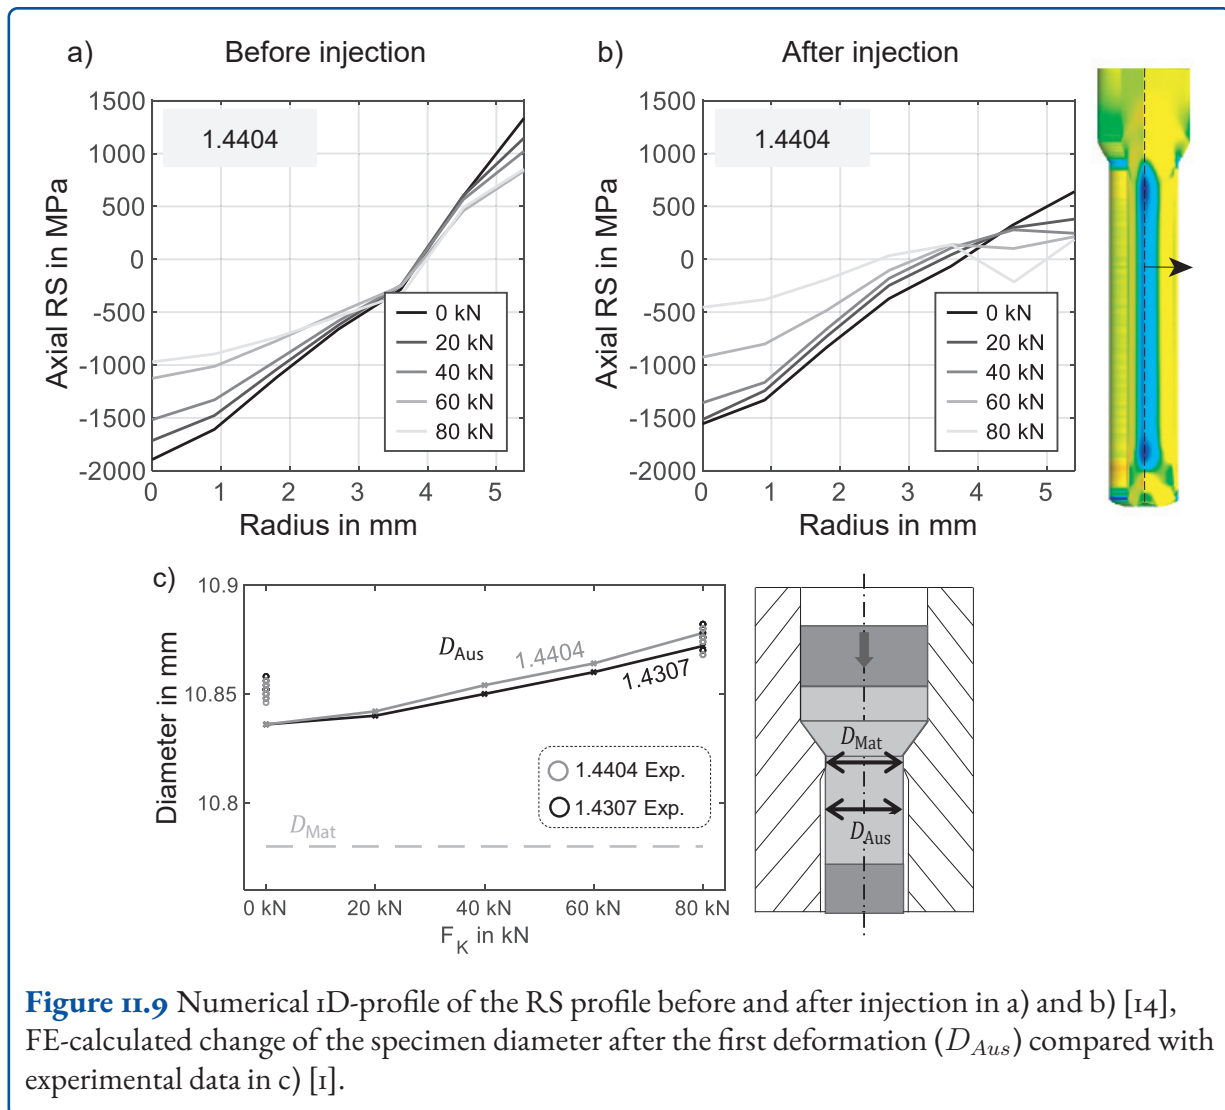 a) Before injection
1500
1000
500
0
-500
-1000
-1500
-2000
Axial RS in MPa
1.4404
0 kN
20 kN
40 kN
60 kN
80 kN
0 1 2 3 4 5
Radius in mm
b) After injection
1500
1000
500
0
-500
-1000
-1500
-2000
Axial RS in MPa
1.4404
0 kN
20 kN
40 kN
60 kN
80 kN
0 1 2 3 4 5
Radius in mm
c)
10.9
10.85
10.8
Diameter in mm
D_Aus
1.4404
1.4307
1.4404 Exp.
1.4307 Exp.
D_Mat
0 kN 20 kN 40 kN 60 kN 80 kN
F_K in kN
D_Mat
D_Aus
Figure 11.9 Numerical 1D-profile of the RS profile before and after injection in a) and b) [14],
FE-calculated change of the specimen diameter after the first deformation (D_Aus) compared with
experimental data in c) [1].